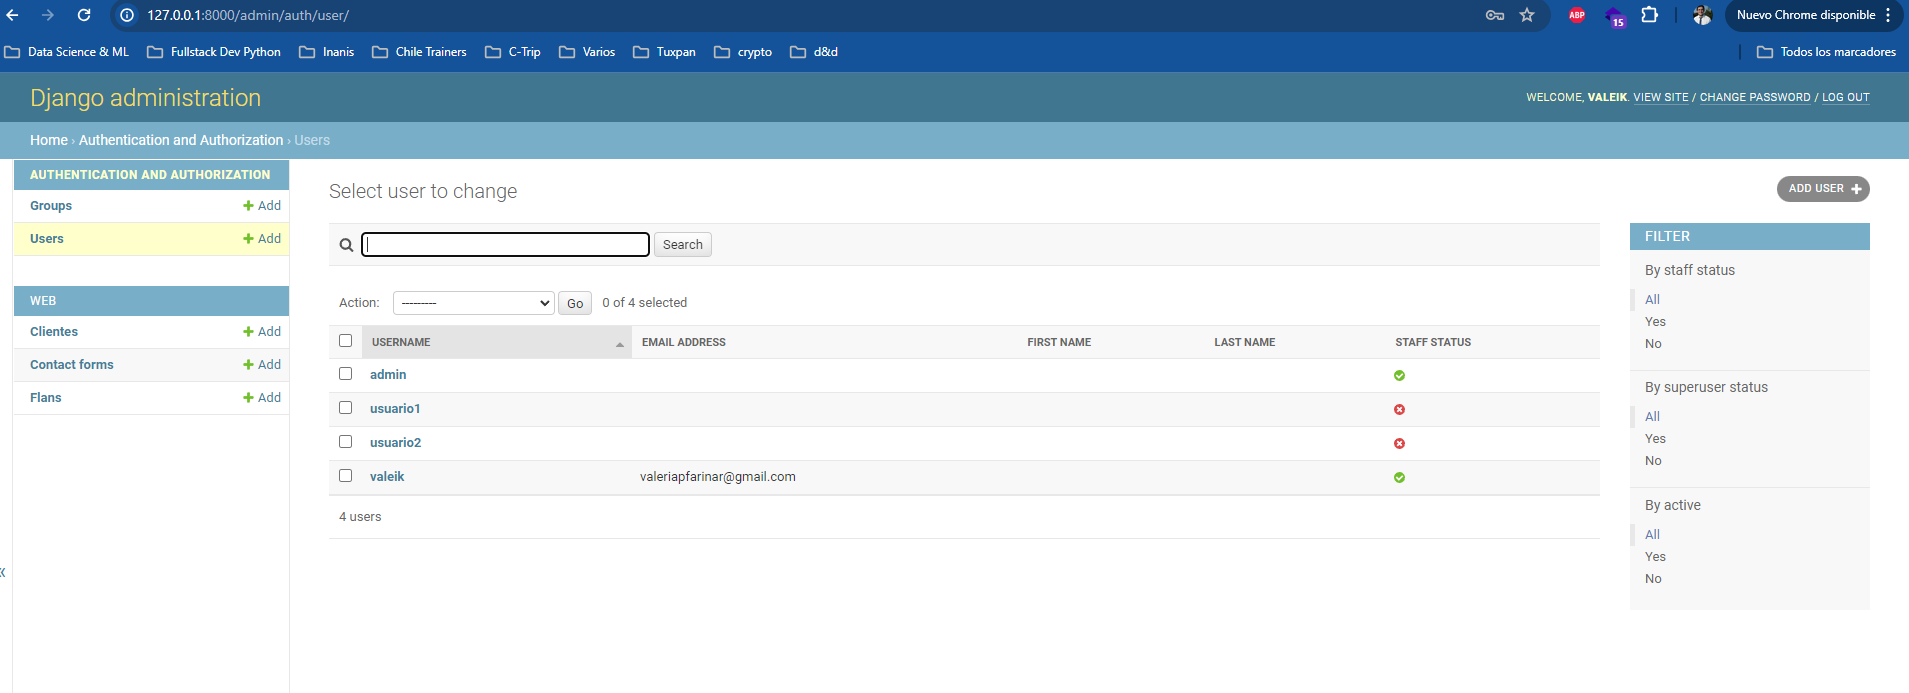 127.0.0.1:8000/admin/auth/user/
ABP
15
Nuevo Chrome disponible
Data Science & ML
Fullstack Dev Python
Inanis
Chile Trainers
C-Trip
Varios
Tuxpan
crypto
d&d
Todos los marcadores
Django administration
WELCOME, VALEIK. VIEW SITE / CHANGE PASSWORD / LOG OUT
Home › Authentication and Authorization › Users
AUTHENTICATION AND AUTHORIZATION
Groups + Add
Users + Add
WEB
Clientes + Add
Contact forms + Add
Flans + Add
«
Select user to change
ADD USER +
Search
Action: --------- Go 0 of 4 selected
USERNAME EMAIL ADDRESS FIRST NAME LAST NAME STAFF STATUS
admin
usuario1
usuario2
valeik valeriapfarinar@gmail.com
4 users
FILTER
By staff status
All
Yes
No
By superuser status
All
Yes
No
By active
All
Yes
No